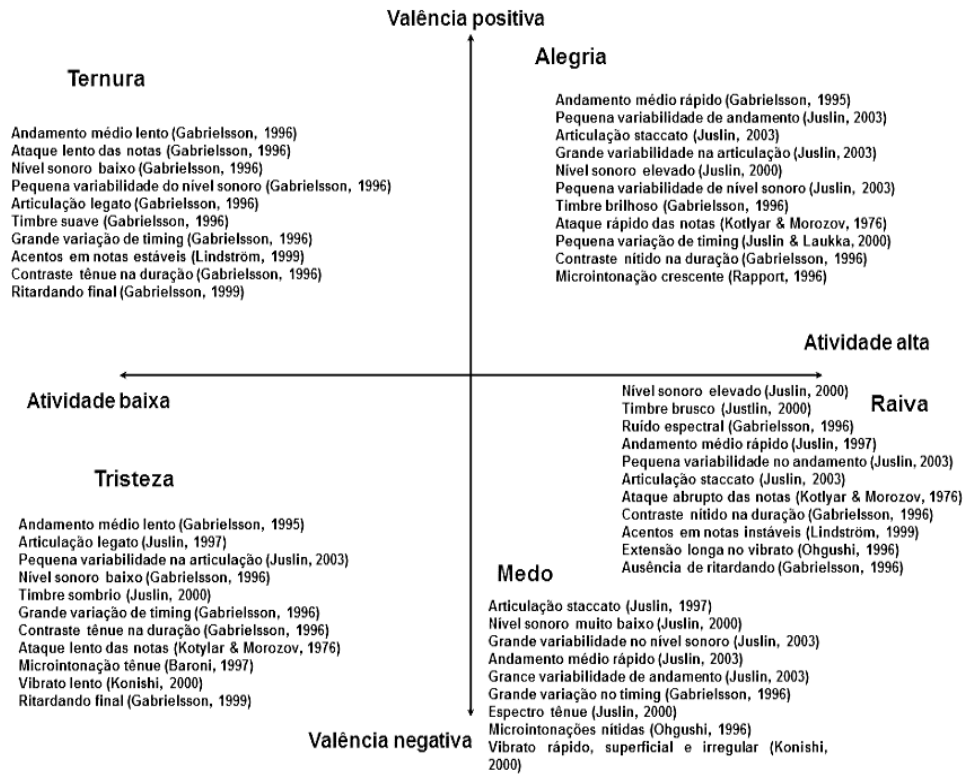 Valência positiva
Ternura
Andamento médio lento (Gabrielsson, 1996)
Ataque lento das notas (Gabrielsson, 1996)
Nível sonoro baixo (Gabrielsson, 1996)
Pequena variabilidade do nível sonoro (Gabrielsson, 1996)
Articulação legato (Gabrielsson, 1996)
Timbre suave (Gabrielsson, 1996)
Grande variação de timing (Gabrielsson, 1996)
Acentos em notas estáveis (Lindström, 1999)
Contraste tênue na duração (Gabrielsson, 1996)
Ritardando final (Gabrielsson, 1999)
Alegria
Andamento médio rápido (Gabrielsson, 1995)
Pequena variabilidade de andamento (Juslin, 2003)
Articulação staccato (Juslin, 2003)
Grande variabilidade na articulação (Juslin, 2003)
Nível sonoro elevado (Juslin, 2000)
Pequena variabilidade de nível sonoro (Juslin, 2003)
Timbre brilhoso (Gabrielsson, 1996)
Ataque rápido das notas (Kotlyar & Morozov, 1976)
Pequena variação de timing (Juslin & Laukka, 2000)
Contraste nítido na duração (Gabrielsson, 1996)
Microintonação crescente (Rapport, 1996)
Atividade alta
Atividade baixa
Raiva
Nível sonoro elevado (Juslin, 2000)
Timbre brusco (Justlin, 2000)
Ruído espectral (Gabrielsson, 1996)
Andamento médio rápido (Juslin, 1997)
Pequena variabilidade no andamento (Juslin, 2003)
Articulação staccato (Juslin, 2003)
Ataque abrupto das notas (Kotlyar & Morozov, 1976)
Contraste nítido na duração (Gabrielsson, 1996)
Acentos em notas instáveis (Lindström, 1999)
Extensão longa no vibrato (Ohgushi, 1996)
Ausência de ritardando (Gabrielsson, 1996)
Tristeza
Andamento médio lento (Gabrielsson, 1995)
Articulação legato (Juslin, 1997)
Pequena variabilidade na articulação (Juslin, 2003)
Nível sonoro baixo (Gabrielsson, 1996)
Timbre sombrio (Juslin, 2000)
Grande variação de timing (Gabrielsson, 1996)
Contraste tênue na duração (Gabrielsson, 1996)
Ataque lento das notas (Kotylar & Morozov, 1976)
Microintonação tênue (Baroni, 1997)
Vibrato lento (Konishi, 2000)
Ritardando final (Gabrielsson, 1999)
Medo
Articulação staccato (Juslin, 1997)
Nível sonoro muito baixo (Juslin, 2000)
Grande variabilidade no nível sonoro (Juslin, 2003)
Andamento médio rápido (Juslin, 2003)
Grance variabilidade de andamento (Juslin, 2003)
Grande variação no timing (Gabrielsson, 1996)
Espectro tênue (Juslin, 2000)
Microintonações nítidas (Ohgushi, 1996)
Vibrato rápido, superficial e irregular (Konishi,
2000)
Valência negativa